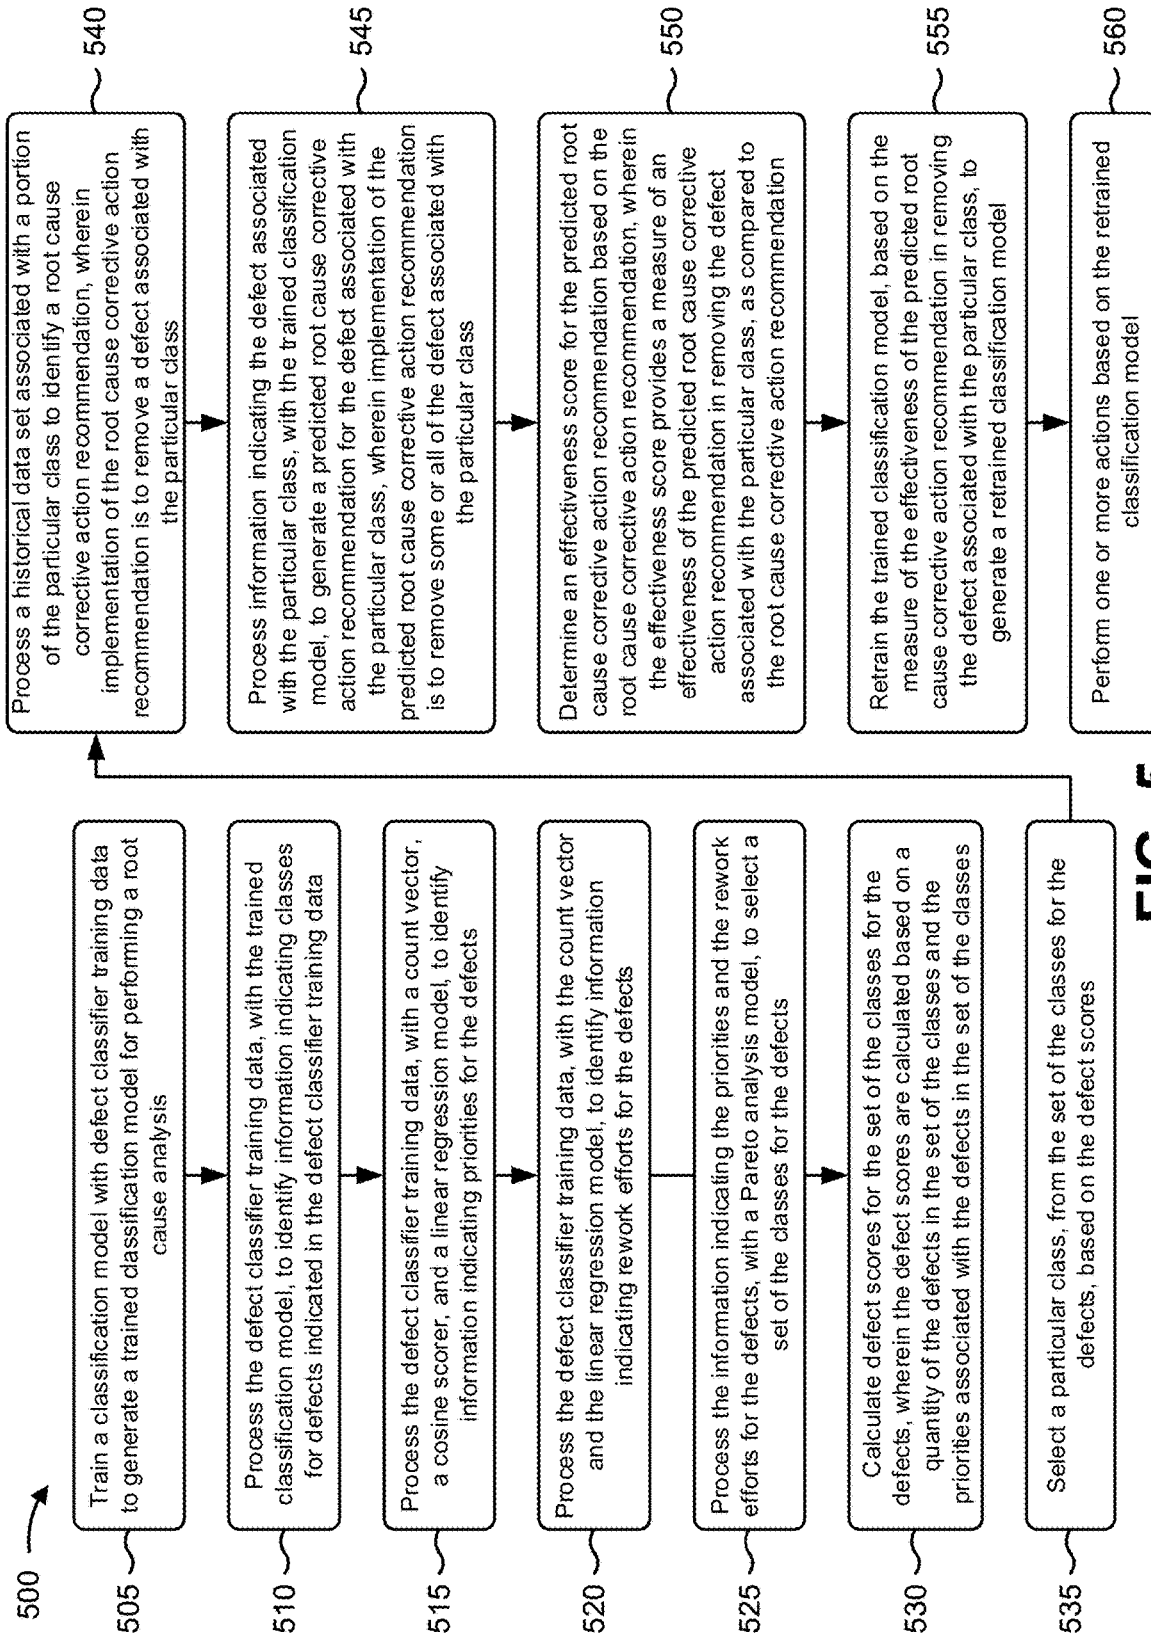 500
505
Train a classification model with defect classifier training data
to generate a trained classification model for performing a root
cause analysis
510
Process the defect classifier training data, with the trained
classification model, to identify information indicating classes
for defects indicated in the defect classifier training data
515
Process the defect classifier training data, with a count vector,
a cosine scorer, and a linear regression model, to identify
information indicating priorities for the defects
520
Process the defect classifier training data, with the count vector
and the linear regression model, to identify information
indicating rework efforts for the defects
525
Process the information indicating the priorities and the rework
efforts for the defects, with a Pareto analysis model, to select a
set of the classes for the defects
530
Calculate defect scores for the set of the classes for the
defects, wherein the defect scores are calculated based on a
quantity of the defects in the set of the classes and the
priorities associated with the defects in the set of the classes
535
Select a particular class, from the set of the classes for the
defects, based on the defect scores
540
Process a historical data set associated with a portion
of the particular class to identify a root cause
corrective action recommendation, wherein
implementation of the root cause corrective action
recommendation is to remove a defect associated with
the particular class
545
Process information indicating the defect associated
with the particular class, with the trained classification
model, to generate a predicted root cause corrective
action recommendation for the defect associated with
the particular class, wherein implementation of the
predicted root cause corrective action recommendation
is to remove some or all of the defect associated with
the particular class
550
Determine an effectiveness score for the predicted root
cause corrective action recommendation based on the
root cause corrective action recommendation, wherein
the effectiveness score provides a measure of an
effectiveness of the predicted root cause corrective
action recommendation in removing the defect
associated with the particular class, as compared to
the root cause corrective action recommendation
555
Retrain the trained classification model, based on the
measure of the effectiveness of the predicted root
cause corrective action recommendation in removing
the defect associated with the particular class, to
generate a retrained classification model
560
Perform one or more actions based on the retrained
classification model